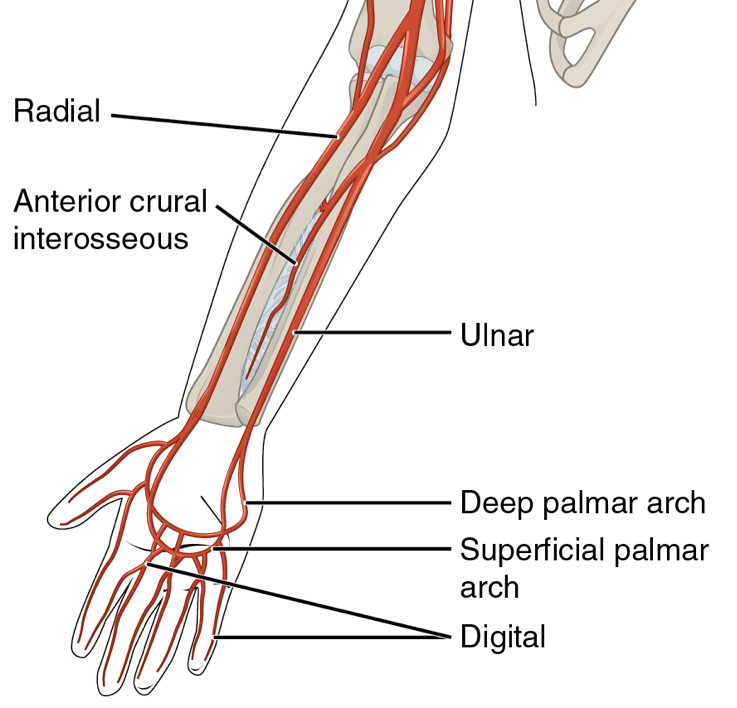 Radial
Anterior crural
interosseous
Ulnar
Deep palmar arch
Superficial palmar
arch
Digital